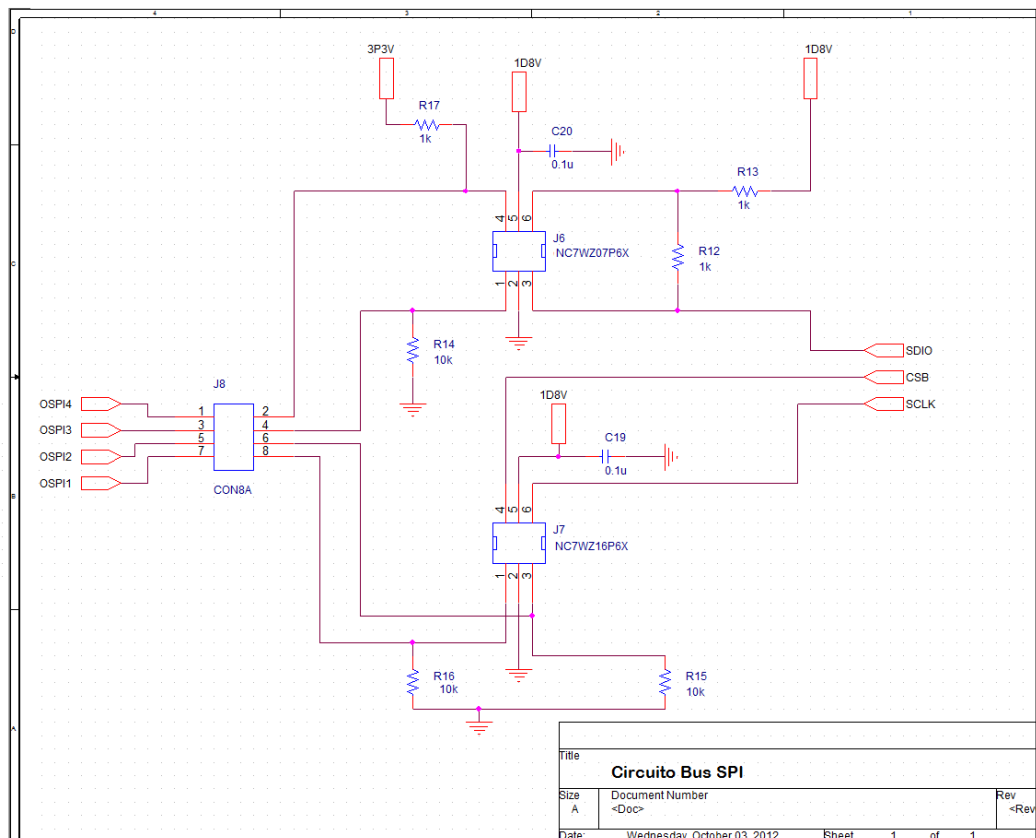 4 3 2 1
D
3P3V
1D8V
1D8V
R17
1k
C20
0.1u
R13
1k
4 5 6
J6
NC7WZ07P6X
R12
1k
C
1 2 3
R14
10k
SDIO
CSB
SCLK
J8
1D8V
OSPI4
1 2
OSPI3
3 4
OSPI2
5 6
OSPI1
7 8
CON8A
C19
0.1u
B
4 5 6
J7
NC7WZ16P6X
1 2 3
R16
10k
R15
10k
A
Title
Circuito Bus SPI
Size
A
Document Number
<Doc>
Rev
<Rev
Date: Wednesday, October 03, 2012 Sheet 1 of 1